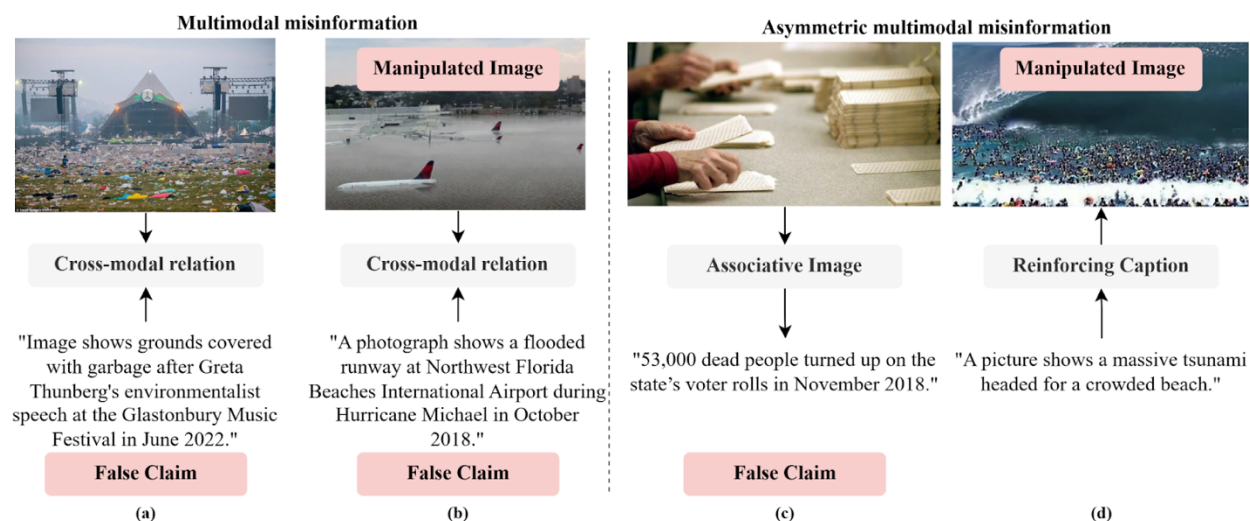 Multimodal misinformation
Asymmetric multimodal misinformation
Manipulated Image
Manipulated Image
Cross-modal relation
Cross-modal relation
Associative Image
Reinforcing Caption
"Image shows grounds covered
with garbage after Greta
Thunberg's environmentalist
speech at the Glastonbury Music
Festival in June 2022."
"A photograph shows a flooded
runway at Northwest Florida
Beaches International Airport during
Hurricane Michael in October
2018."
"53,000 dead people turned up on the
state’s voter rolls in November 2018."
"A picture shows a massive tsunami
headed for a crowded beach."
False Claim
False Claim
False Claim
(a)
(b)
(c)
(d)